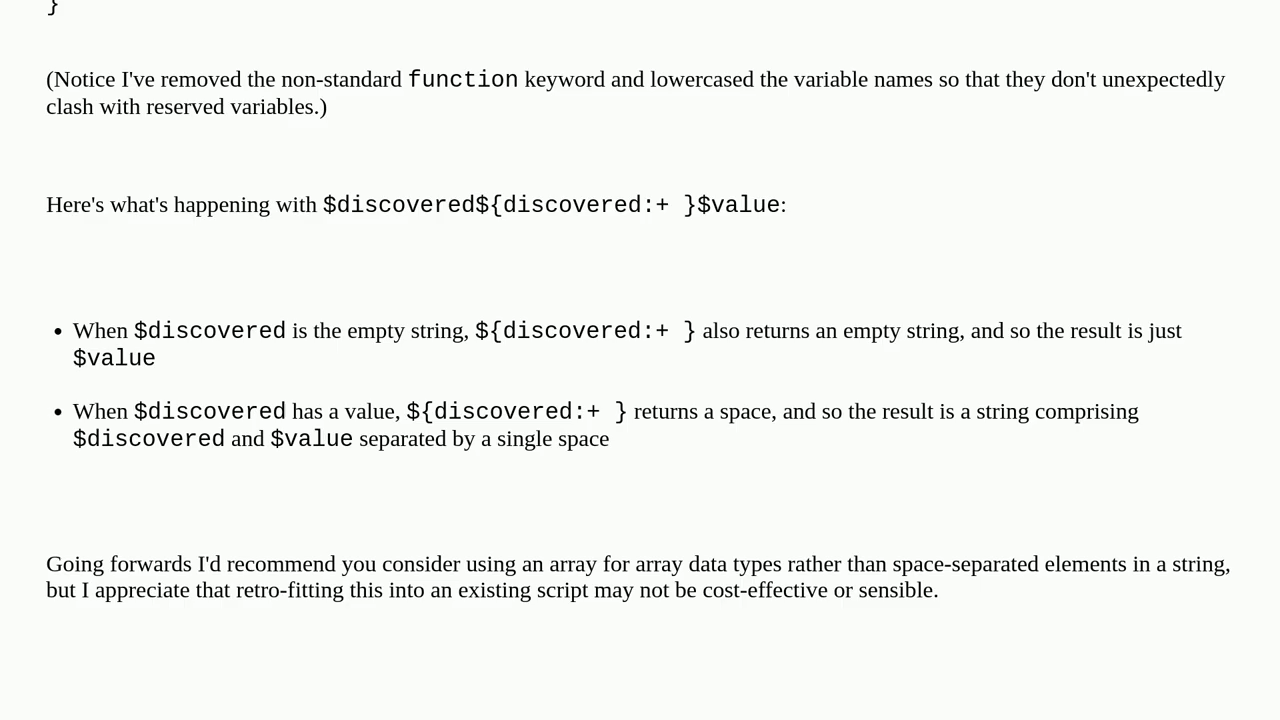 }
(Notice I've removed the non-standard function keyword and lowercased the variable names so that they don't unexpectedly
clash with reserved variables.)
Here's what's happening with $discovered${discovered:+ }$value:
• When $discovered is the empty string, ${discovered:+ } also returns an empty string, and so the result is just
$value
• When $discovered has a value, ${discovered:+ } returns a space, and so the result is a string comprising
$discovered and $value separated by a single space
Going forwards I'd recommend you consider using an array for array data types rather than space-separated elements in a string,
but I appreciate that retro-fitting this into an existing script may not be cost-effective or sensible.